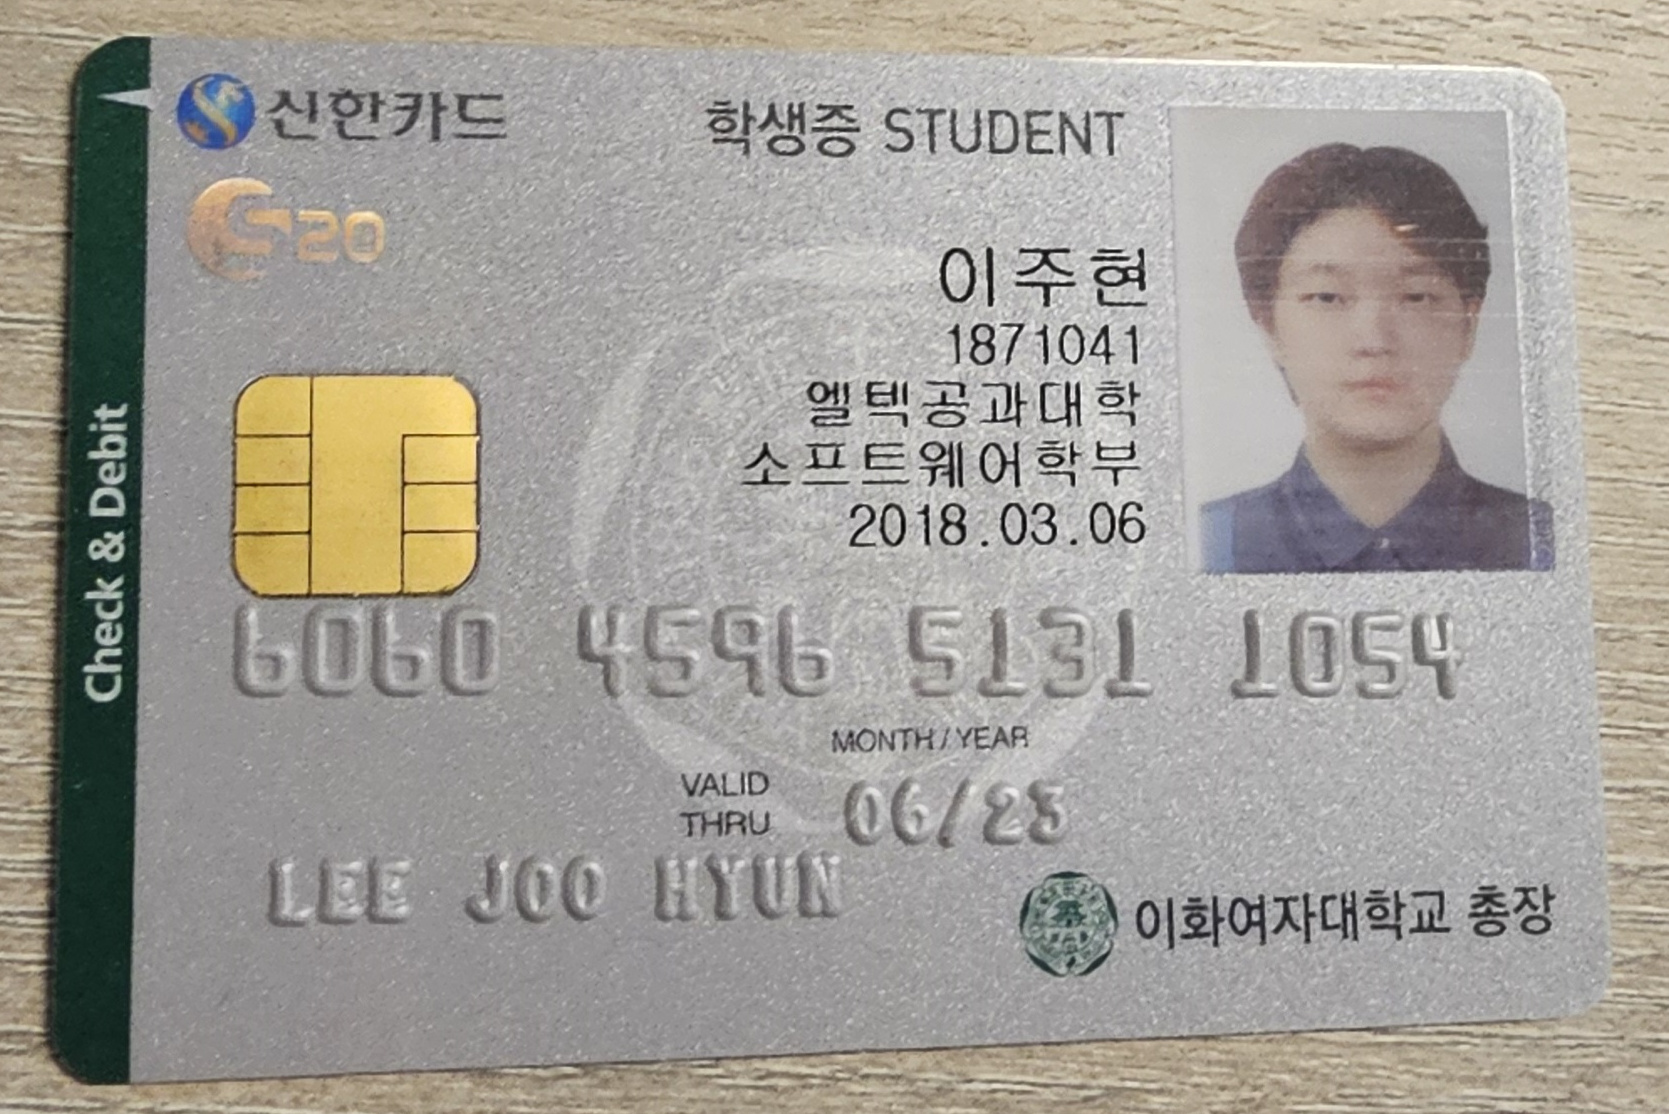 신한카드
학생증 STUDENT
S20
이주현
1871041
엘텍공과대학
소프트웨어학부
2018.03.06
Check & Debit
6060 4596 5131 1054
MONTH/YEAR
VALID
THRU
06/23
LEE JOO HYUN
이화여자대학교 총장